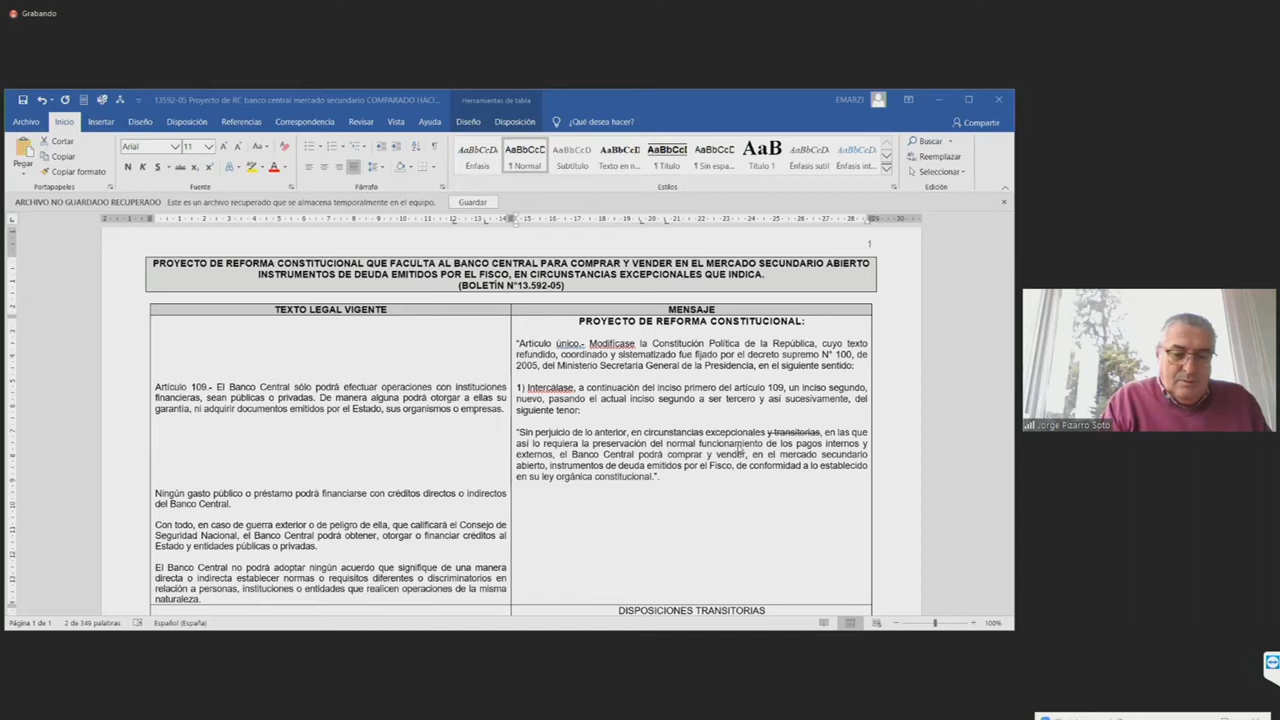 Grabando
13592-05 Proyecto de RC banco central mercado secundario COMPARADO HACI...
Herramientas de tabla
EMARZI
Archivo Inicio Insertar Diseño Disposición Referencias Correspondencia Revisar Vista Ayuda Diseño Disposición ¿Qué desea hacer? Compartir
Pegar
Cortar
Copiar
Copiar formato
Portapapeles
Arial 11
N K S abc x₂ x²
Fuente
Párrafo
AaBbCcDc AaBbCcD AaBbCcD AaBbCcD AaBbCcD AaBbCcD AaB AaBbCcDc AaBbCcDc
Énfasis ¶ Normal Subtítulo Texto en n... ¶ Título ¶ Sin espa... Título 1 Énfasis sutil Énfasis int...
Estilos
Buscar
Reemplazar
Seleccionar
Edición
ARCHIVO NO GUARDADO RECUPERADO Este es un archivo recuperado que se almacena temporalmente en el equipo. Guardar
1
PROYECTO DE REFORMA CONSTITUCIONAL QUE FACULTA AL BANCO CENTRAL PARA COMPRAR Y VENDER EN EL MERCADO SECUNDARIO ABIERTO
INSTRUMENTOS DE DEUDA EMITIDOS POR EL FISCO, EN CIRCUNSTANCIAS EXCEPCIONALES QUE INDICA.
(BOLETÍN N°13.592-05)
TEXTO LEGAL VIGENTE
Artículo 109.- El Banco Central sólo podrá efectuar operaciones con instituciones
financieras, sean públicas o privadas. De manera alguna podrá otorgar a ellas su
garantía, ni adquirir documentos emitidos por el Estado, sus organismos o empresas.
Ningún gasto público o préstamo podrá financiarse con créditos directos o indirectos
del Banco Central.
Con todo, en caso de guerra exterior o de peligro de ella, que calificará el Consejo de
Seguridad Nacional, el Banco Central podrá obtener, otorgar o financiar créditos al
Estado y entidades públicas o privadas.
El Banco Central no podrá adoptar ningún acuerdo que signifique de una manera
directa o indirecta establecer normas o requisitos diferentes o discriminatorios en
relación a personas, instituciones o entidades que realicen operaciones de la misma
naturaleza.
MENSAJE
PROYECTO DE REFORMA CONSTITUCIONAL:
"Artículo único.- Modifícase la Constitución Política de la República, cuyo texto
refundido, coordinado y sistematizado fue fijado por el decreto supremo N° 100, de
2005, del Ministerio Secretaría General de la Presidencia, en el siguiente sentido:
1) Intercálase, a continuación del inciso primero del artículo 109, un inciso segundo,
nuevo, pasando el actual inciso segundo a ser tercero y así sucesivamente, del
siguiente tenor:
"Sin perjuicio de lo anterior, en circunstancias excepcionales y transitorias, en las que
así lo requiera la preservación del normal funcionamiento de los pagos internos y
externos, el Banco Central podrá comprar y vender, en el mercado secundario
abierto, instrumentos de deuda emitidos por el Fisco, de conformidad a lo establecido
en su ley orgánica constitucional.".
DISPOSICIONES TRANSITORIAS
Página 1 de 1 2 de 349 palabras Español (España) 100%
Jorge Pizarro Soto